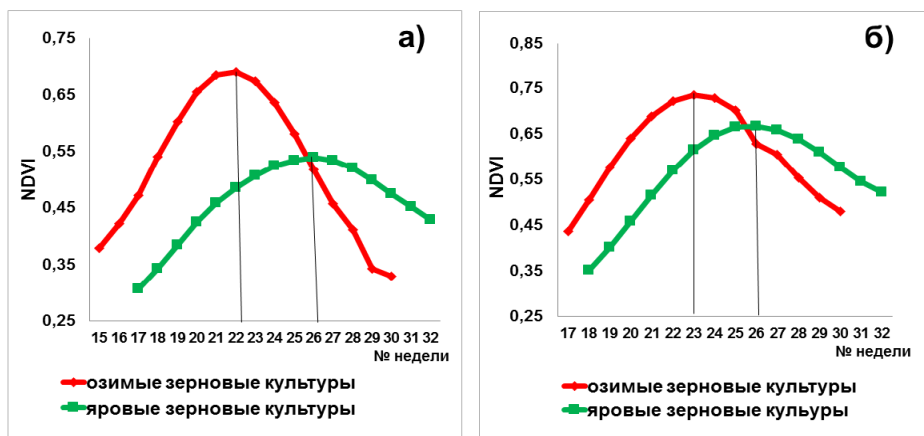 а)
NDVI
0,75
0,65
0,55
0,45
0,35
0,25
15 16 17 18 19 20 21 22 23 24 25 26 27 28 29 30 31 32
№ недели
озимые зерновые культуры
яровые зерновые культуры
б)
NDVI
0,85
0,75
0,65
0,55
0,45
0,35
0,25
17 18 19 20 21 22 23 24 25 26 27 28 29 30 31 32
№ недели
озимые зерновые культуры
яровые зерновые кульуры